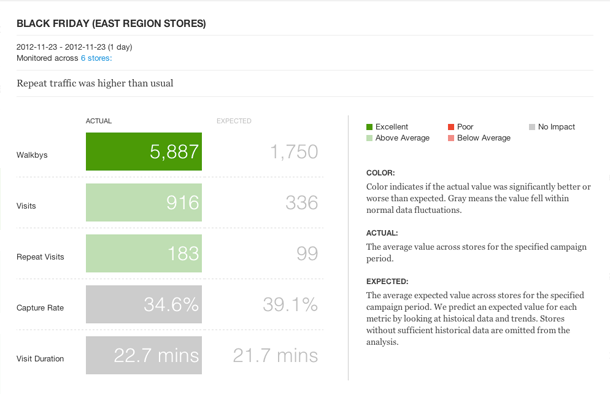 BLACK FRIDAY (EAST REGION STORES)
2012-11-23 - 2012-11-23 (1 day)
Monitored across 6 stores:
Repeat traffic was higher than usual
ACTUAL EXPECTED
Walkbys 5,887 1,750
Visits 916 336
Repeat Visits 183 99
Capture Rate 34.6% 39.1%
Visit Duration 22.7 mins 21.7 mins
Excellent Poor No Impact
Above Average Below Average
COLOR:
Color indicates if the actual value was significantly better or
worse than expected. Gray means the value fell within
normal data fluctuations.
ACTUAL:
The average value across stores for the specified campaign
period.
EXPECTED:
The average expected value across stores for the specified
campaign period. We predict an expected value for each
metric by looking at histoical data and trends. Stores
without sufficient historical data are omitted from the
analysis.